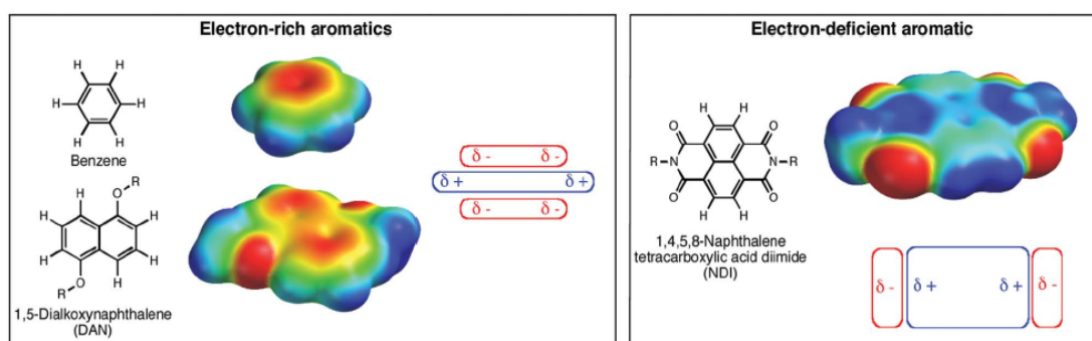 Electron-rich aromatics
H H
H H
H H
Benzene
δ - δ -
δ + δ +
δ - δ -
R
O
H
H
H
H
H
O
H
R
1,5-Dialkoxynaphthalene
(DAN)
Electron-deficient aromatic
H H
O O
R-N N-R
O O
H H
1,4,5,8-Naphthalene
tetracarboxylic acid diimide
(NDI)
δ - δ + δ + δ -